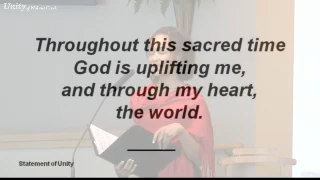 Unity
Throughout this sacred time
God is uplifting me,
and through my heart,
the world.
Statement of Unity